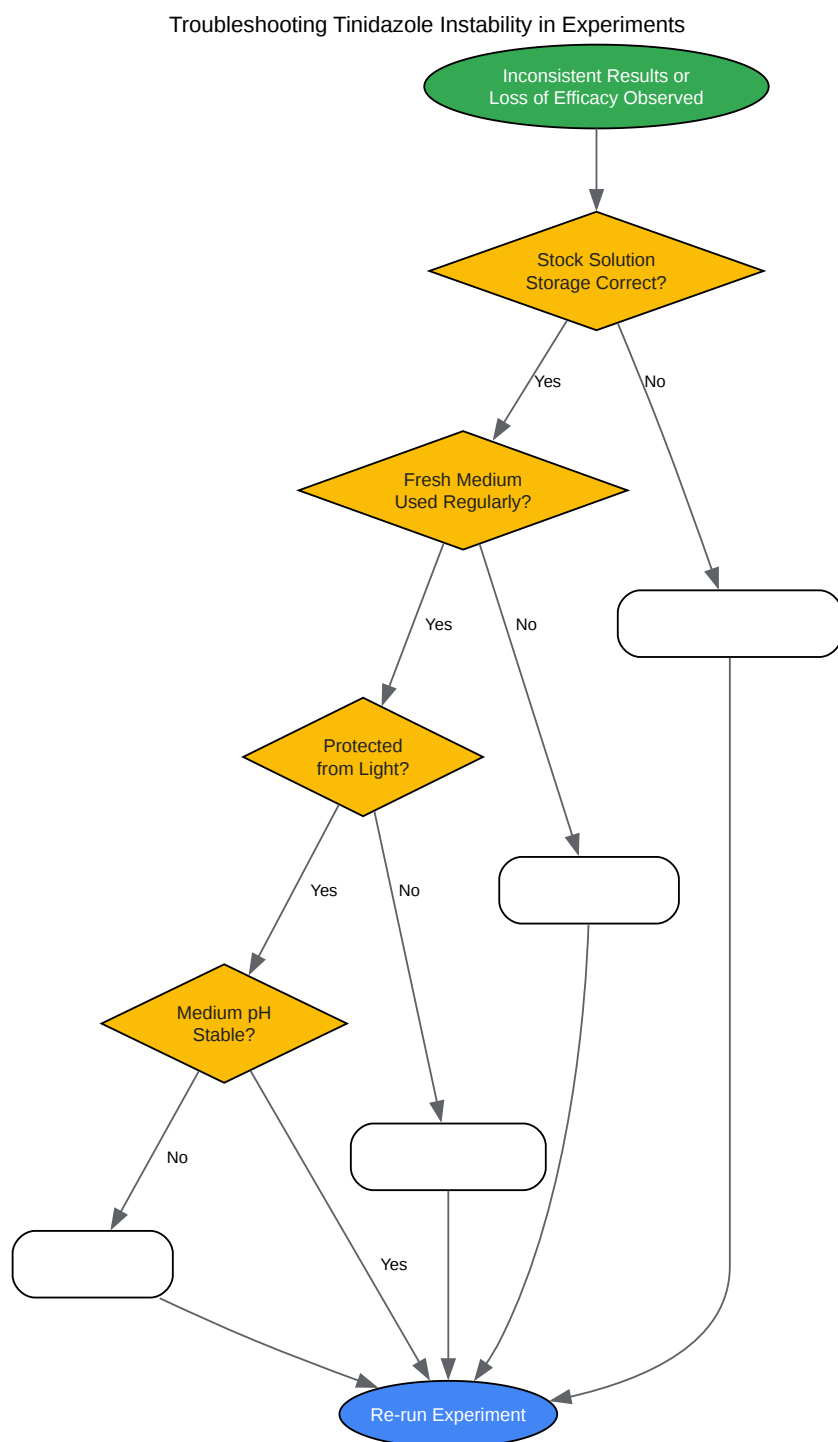 Troubleshooting Tinidazole Instability in Experiments
Inconsistent Results or
Loss of Efficacy Observed
Stock Solution
Storage Correct?
Yes
No
Fresh Medium
Used Regularly?
Yes
No
Protected
from Light?
Yes
No
Medium pH
Stable?
No
Yes
Re-run Experiment